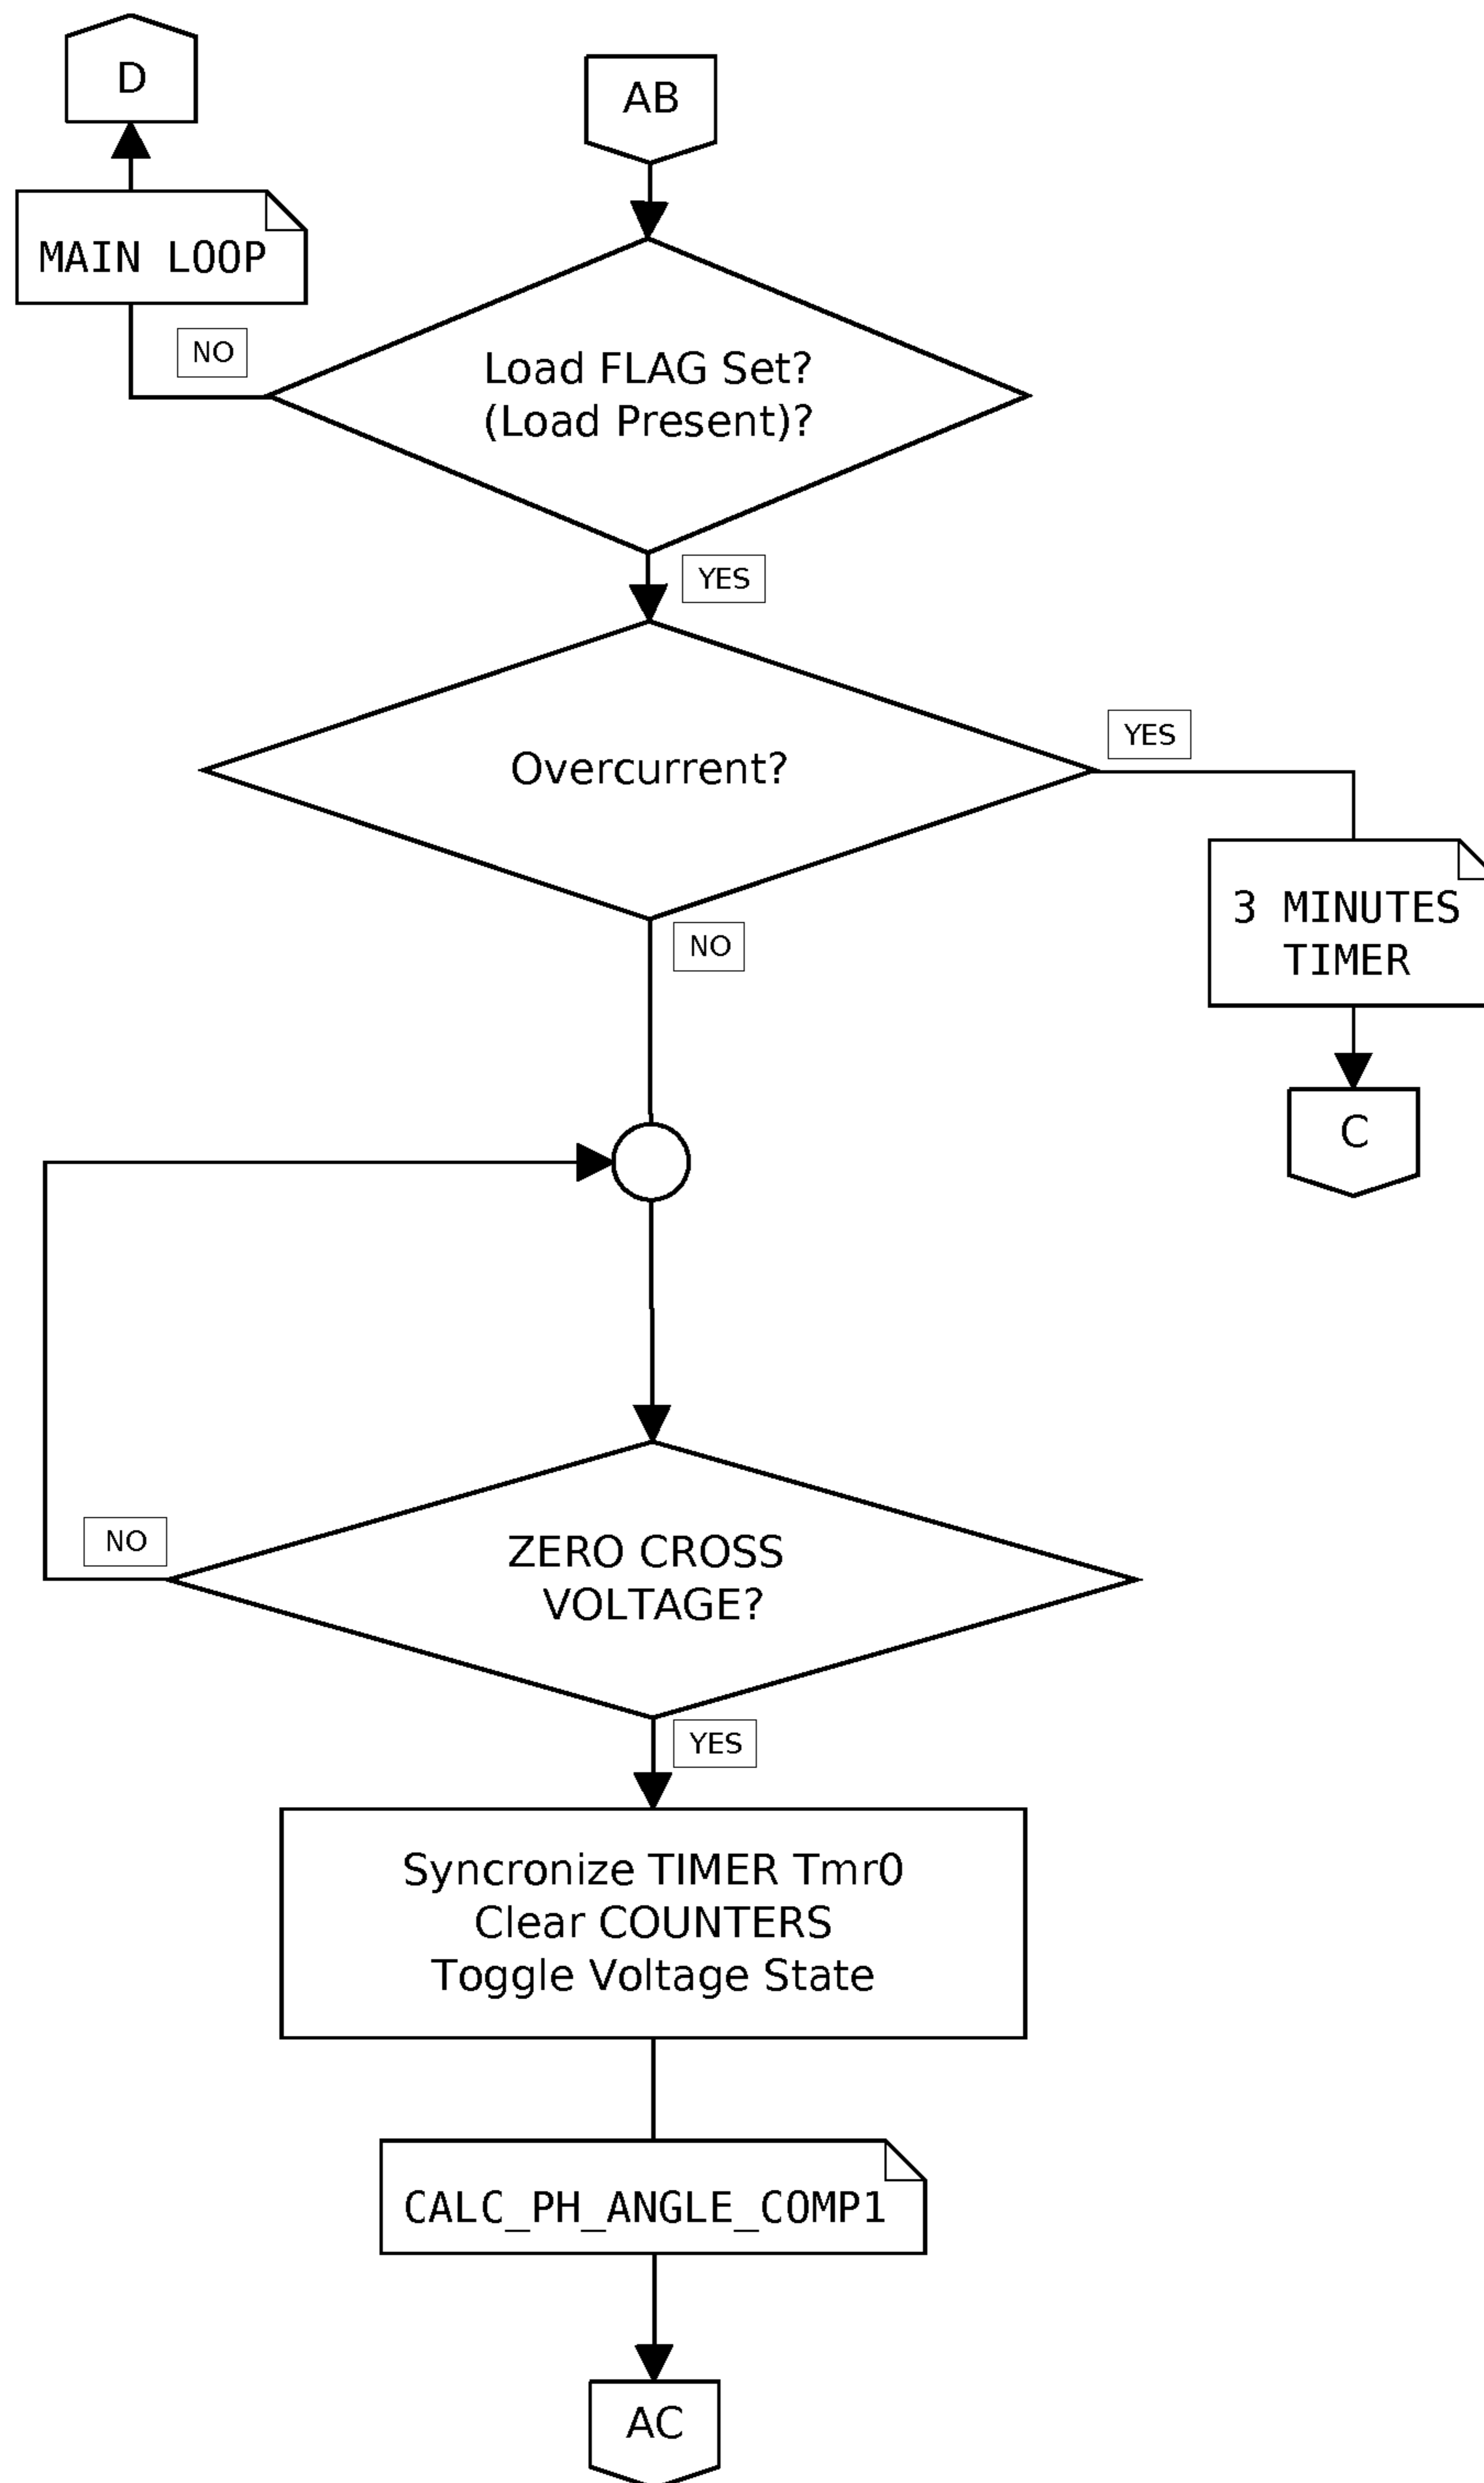 D
AB
MAIN LOOP
NO
Load FLAG Set?
(Load Present)?
YES
Overcurrent?
YES
3 MINUTES
TIMER
NO
C
ZERO CROSS
VOLTAGE?
NO
YES
Syncronize TIMER Tmr0
Clear COUNTERS
Toggle Voltage State
CALC_PH_ANGLE_COMP1
AC